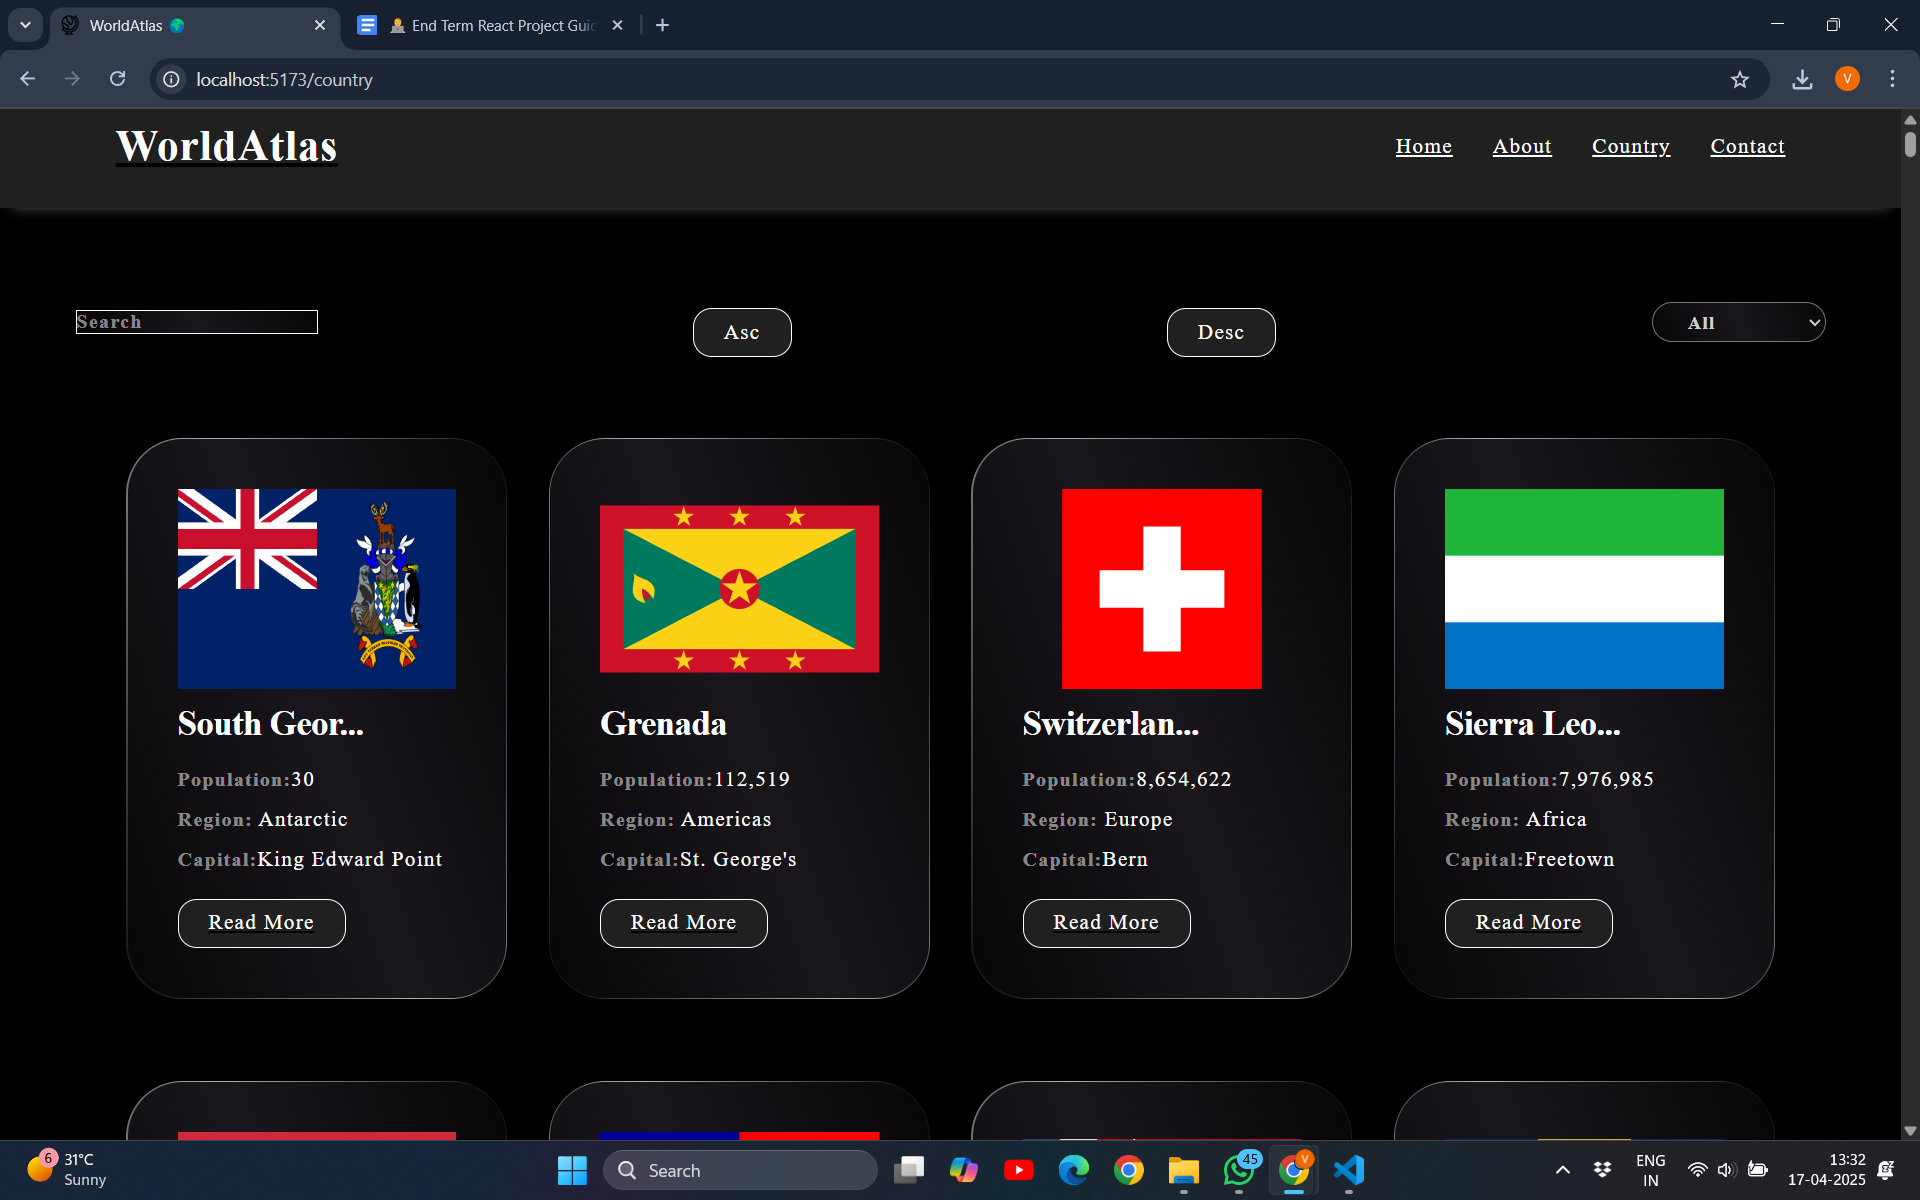 WorldAtlas
End Term React Project Gui
localhost:5173/country
V
WorldAtlas
Home
About
Country
Contact
Search
Asc
Desc
All
South Geor...
Population:30
Region: Antarctic
Capital:King Edward Point
Read More
Grenada
Population:112,519
Region: Americas
Capital:St. George's
Read More
Switzerlan...
Population:8,654,622
Region: Europe
Capital:Bern
Read More
Sierra Leo...
Population:7,976,985
Region: Africa
Capital:Freetown
Read More
6
31°C
Sunny
Search
45
V
ENG
IN
13:32
17-04-2025